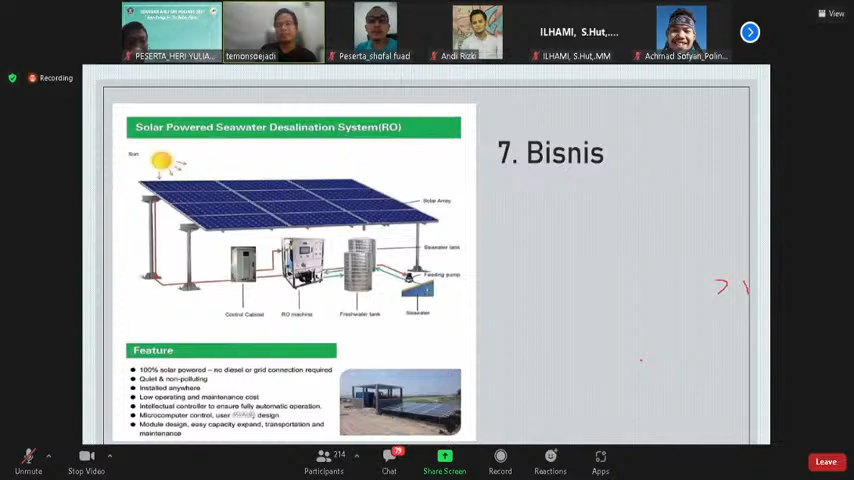 View
PESERTA_HERI YULIA...
temonsoejadi
Peserta_shofal fuad
Andi Rizki
ILHAMI, S.Hut,....
ILHAMI, S.Hut,.MM
Achmad Sofyan_Polin...
Recording
Solar Powered Seawater Desalination System(RO)
7. Bisnis
Sun
Solar Array
Seawater tank
Feeding pump
Control Cabinet
RO machine
Freshwater tank
Seawater
Feature
100% solar powered – no diesel or grid connection required
Quiet & non-polluting
Installed anywhere
Low operating and maintenance cost
Intellectual controller to ensure fully automatic operation.
Microcomputer control, user design
Module design, easy capacity expand, transportation and
maintenance
Unmute
Stop Video
Participants
214
Chat
79
Share Screen
Record
Reactions
Apps
Leave